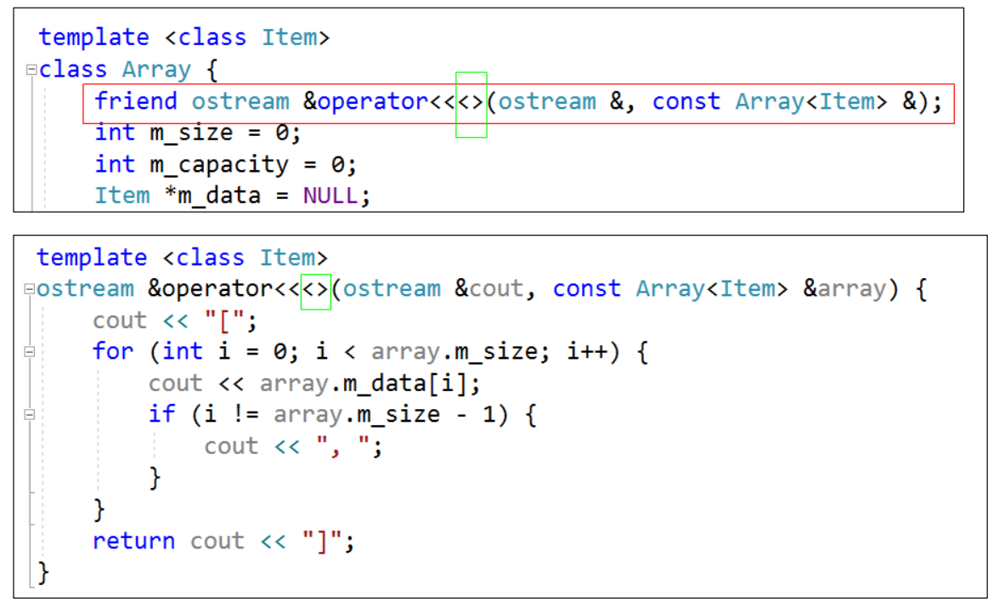 template <class Item>
class Array {
friend ostream &operator<<<>(ostream &, const Array<Item> &);
int m_size = 0;
int m_capacity = 0;
Item *m_data = NULL;
template <class Item>
ostream &operator<<<>(ostream &cout, const Array<Item> &array) {
cout << "[";
for (int i = 0; i < array.m_size; i++) {
cout << array.m_data[i];
if (i != array.m_size - 1) {
cout << ", ";
}
}
return cout << "]";
}